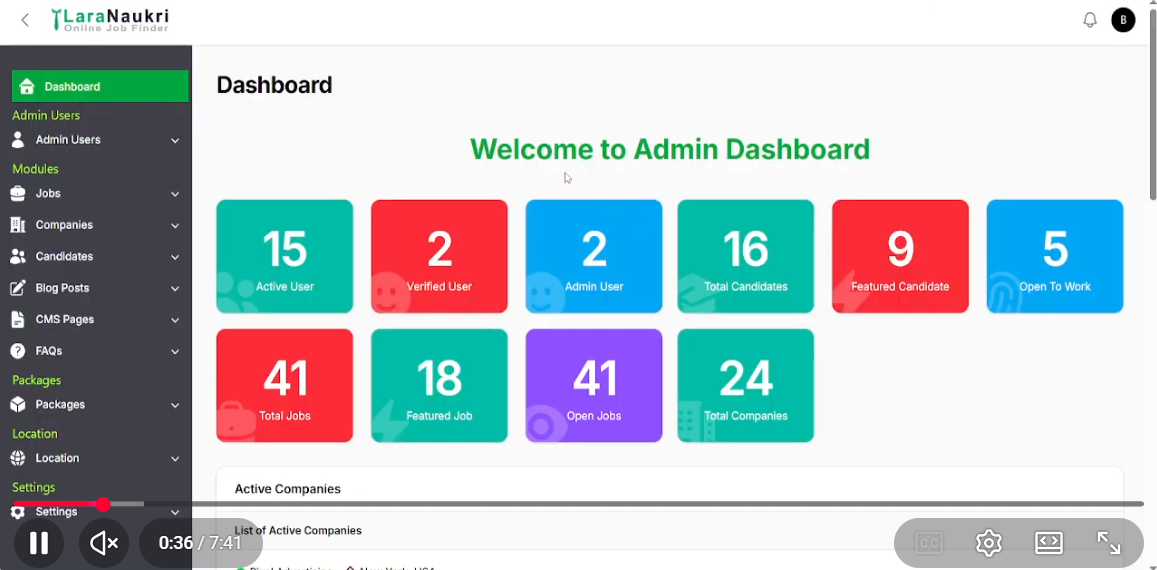 LaraNaukri
Online Job Finder
B
Dashboard
Admin Users
Admin Users
Modules
Jobs
Companies
Candidates
Blog Posts
CMS Pages
FAQs
Packages
Packages
Location
Location
Settings
Settings
Dashboard
Welcome to Admin Dashboard
15
Active User
2
Verified User
2
Admin User
16
Total Candidates
9
Featured Candidate
5
Open To Work
41
Total Jobs
18
Featured Job
41
Open Jobs
24
Total Companies
Active Companies
List of Active Companies
0:36 / 7:41
CC